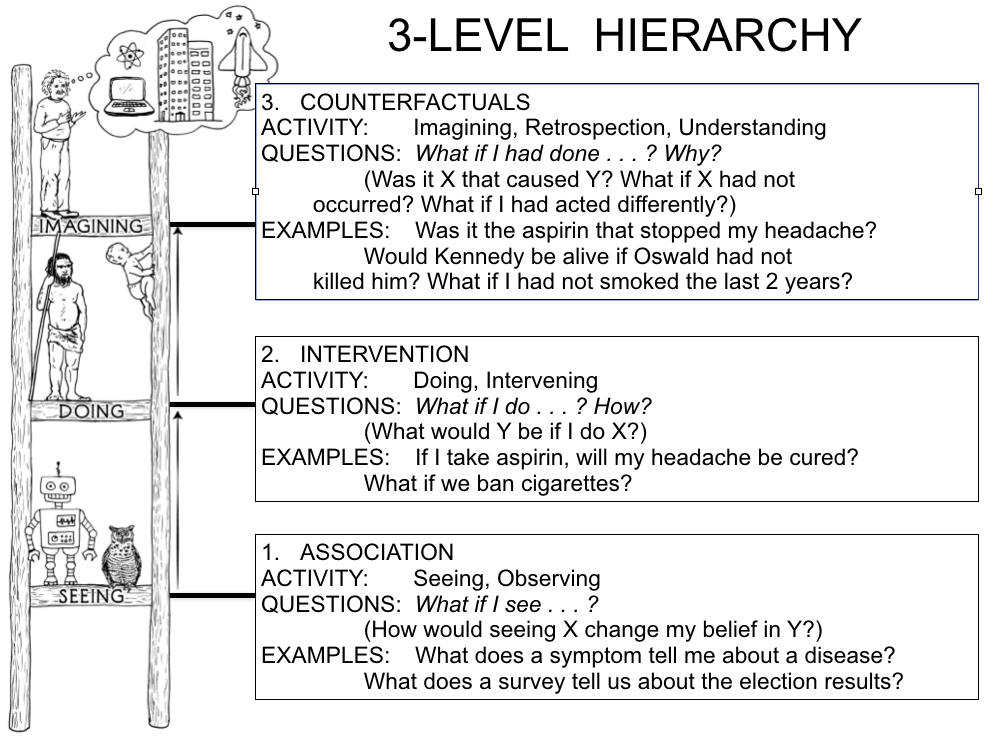 3-LEVEL HIERARCHY
3. COUNTERFACTUALS
ACTIVITY: Imagining, Retrospection, Understanding
QUESTIONS: What if I had done . . . ? Why?
(Was it X that caused Y? What if X had not
occurred? What if I had acted differently?)
EXAMPLES: Was it the aspirin that stopped my headache?
Would Kennedy be alive if Oswald had not
killed him? What if I had not smoked the last 2 years?
IMAGINING
2. INTERVENTION
ACTIVITY: Doing, Intervening
QUESTIONS: What if I do . . . ? How?
(What would Y be if I do X?)
EXAMPLES: If I take aspirin, will my headache be cured?
What if we ban cigarettes?
DOING
1. ASSOCIATION
ACTIVITY: Seeing, Observing
QUESTIONS: What if I see . . . ?
(How would seeing X change my belief in Y?)
EXAMPLES: What does a symptom tell me about a disease?
What does a survey tell us about the election results?
SEEING